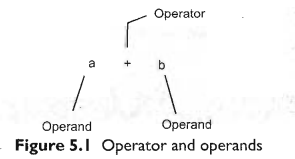 Operator
a + b
Operand Operand
Figure 5.1 Operator and operands